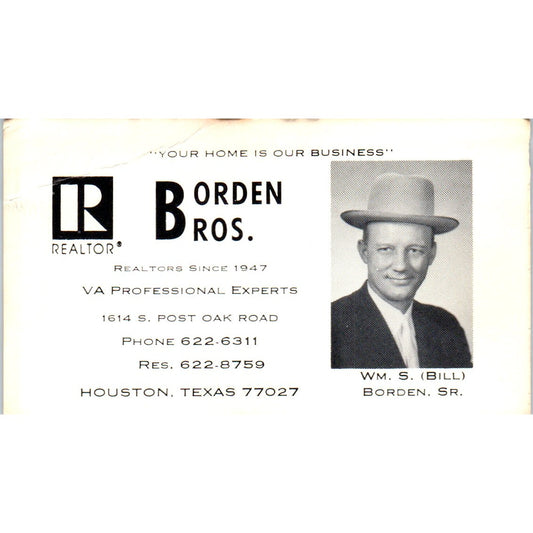 "YOUR HOME IS OUR BUSINESS"
R
REALTOR®
BORDEN
BROS.
REALTORS SINCE 1947
VA PROFESSIONAL EXPERTS
1614 S. POST OAK ROAD
PHONE 622-6311
RES. 622-8759
HOUSTON, TEXAS 77027
WM. S. (BILL)
BORDEN, SR.